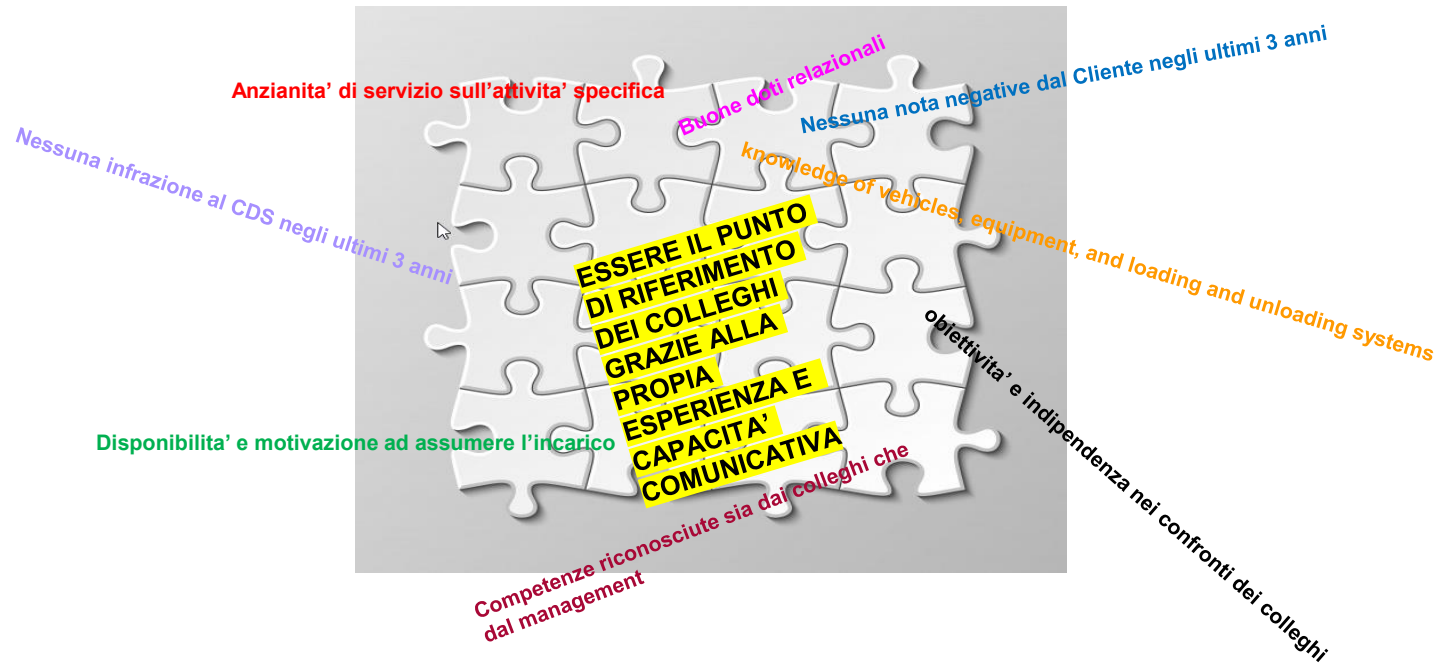 Anzianita’ di servizio sull’attivita’ specifica
Buone doti relazionali
Nessuna nota negative dal Cliente negli ultimi 3 anni
Nessuna infrazione al CDS negli ultimi 3 anni
knowledge of vehicles, equipment, and loading and unloading systems
ESSERE IL PUNTO
DI RIFERIMENTO
DEI COLLEGHI
GRAZIE ALLA
PROPIA
ESPERIENZA E
CAPACITA’
COMUNICATIVA
obiettivita’ e indipendenza nei confronti dei colleghi
Disponibilita’ e motivazione ad assumere l’incarico
Competenze riconosciute sia dai colleghi che
dal management